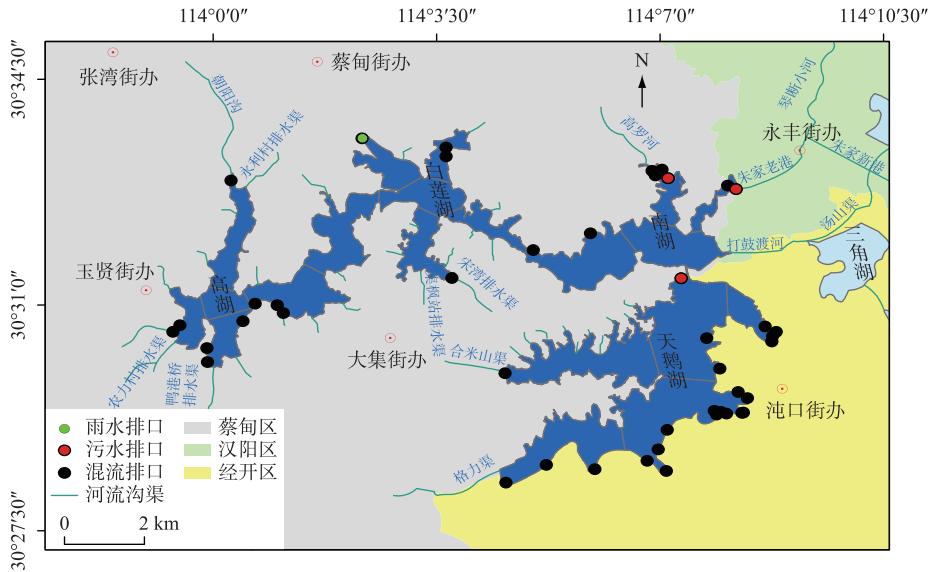 114°0′0″
114°3′30″
114°7′0″
114°10′30″
30°34′30″
30°31′0″
30°27′30″
N
张湾街办
蔡甸街办
朝阳沟
永利村排水渠
高罗河
琴断小河
永丰街办
朱家老港
朱家新港
白莲湖
南湖
汤山渠
打鼓渡河
三角湖
玉贤街办
高湖
宋湾排水渠
大集街办
合米山渠
天鹅湖
农力村排水渠
鸭港桥
排水渠
沌口街办
格力渠
雨水排口
污水排口
混流排口
河流沟渠
蔡甸区
汉阳区
经开区
0
2 km